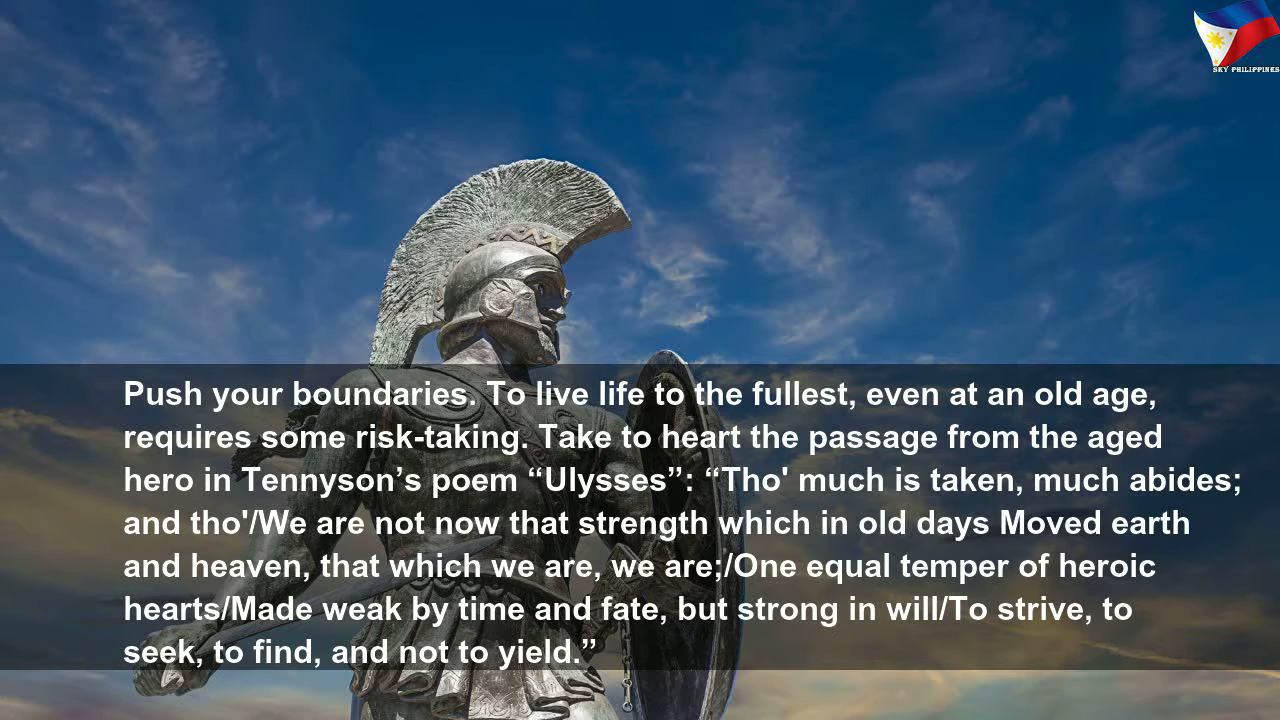 SKY PHILIPPINES
Push your boundaries. To live life to the fullest, even at an old age,
requires some risk-taking. Take to heart the passage from the aged
hero in Tennyson’s poem “Ulysses”: “Tho' much is taken, much abides;
and tho'/We are not now that strength which in old days Moved earth
and heaven, that which we are, we are;/One equal temper of heroic
hearts/Made weak by time and fate, but strong in will/To strive, to
seek, to find, and not to yield.”